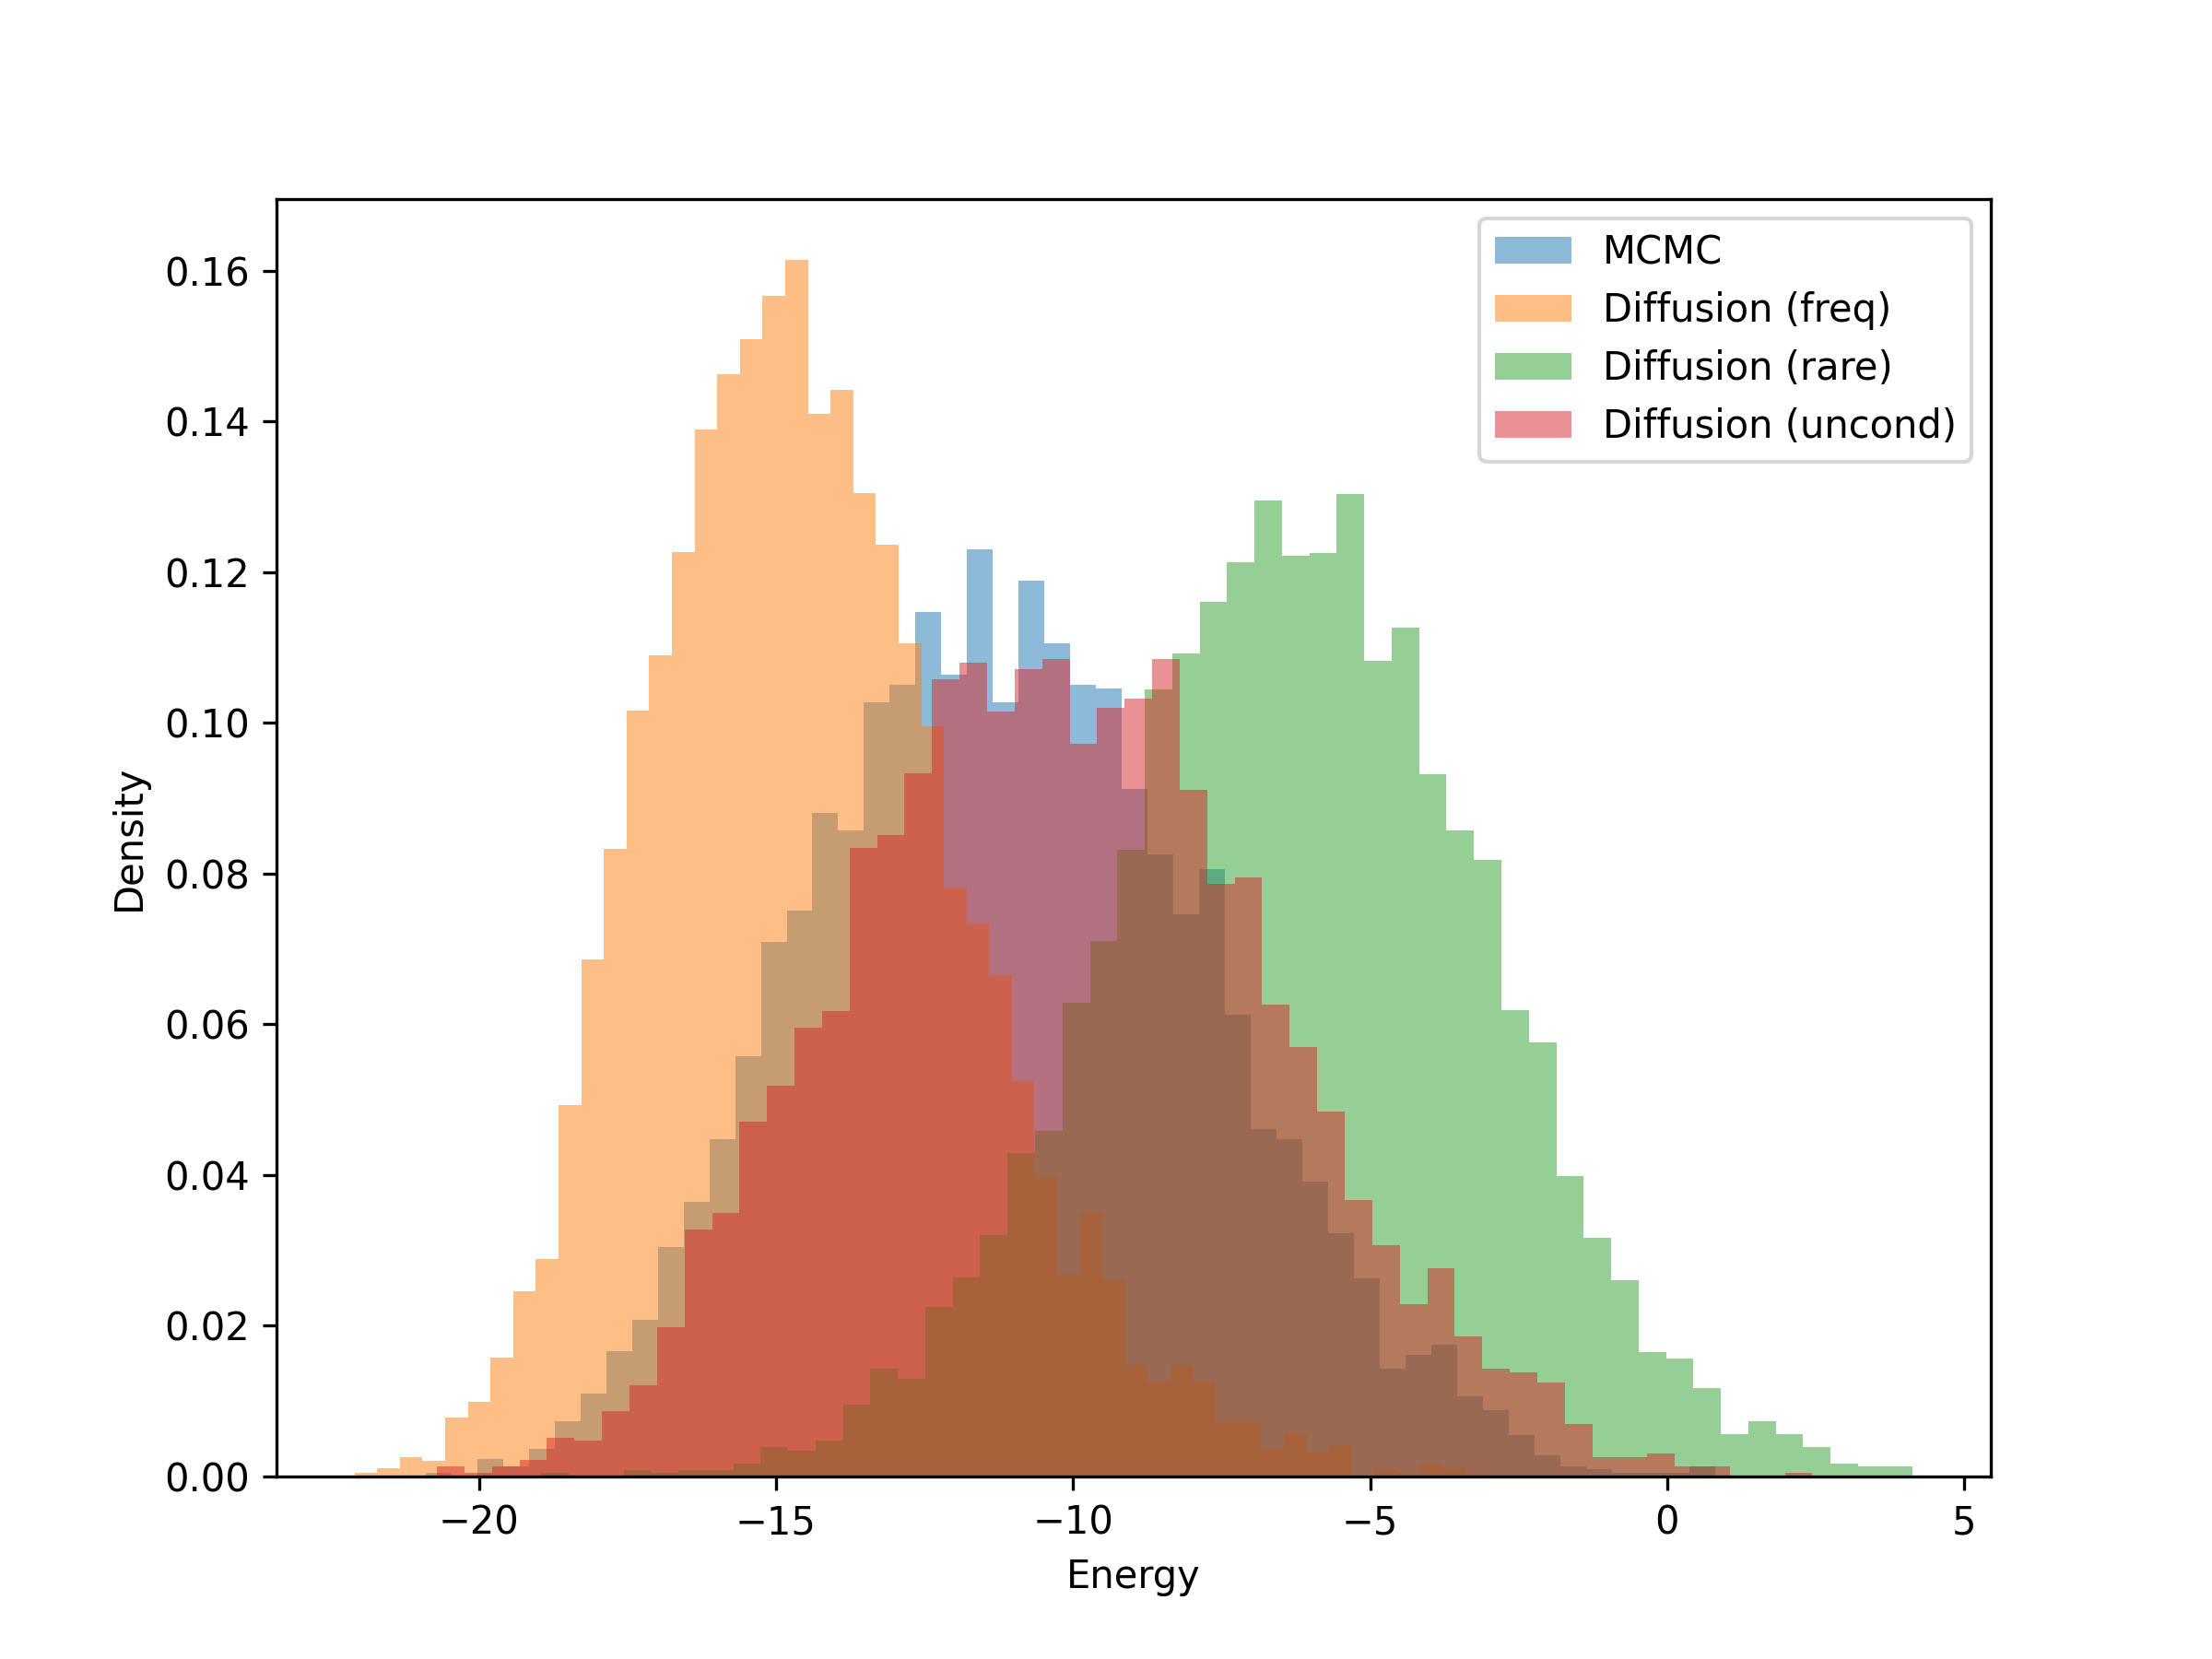 MCMC
Diffusion (freq)
Diffusion (rare)
Diffusion (uncond)
0.16
0.14
0.12
0.10
0.08
0.06
0.04
0.02
0.00
Density
−20 −15 −10 −5 0 5
Energy